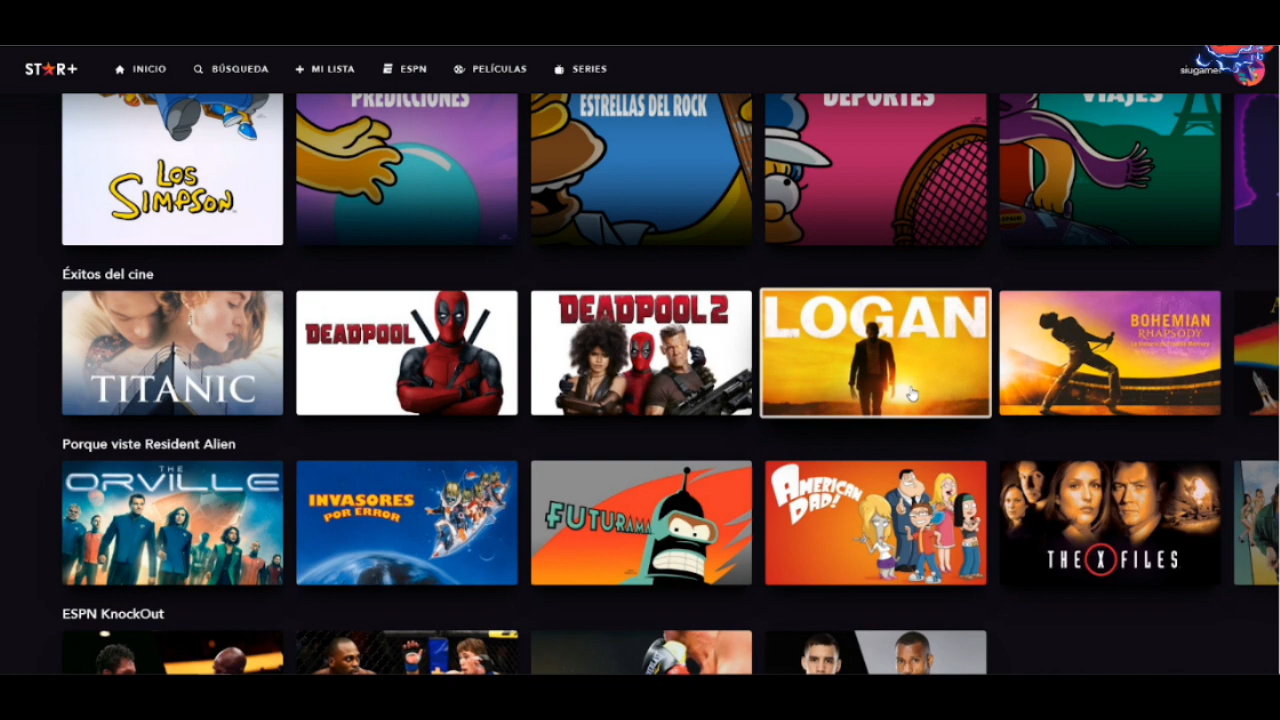 ST★R+ INICIO BÚSQUEDA MI LISTA ESPN PELÍCULAS SERIES siugamer
PREDICCIONES ESTRELLAS DEL ROCK DEPORTES VIAJES
LOS
SIMPSON
SPAIN
Éxitos del cine
TITANIC
DEADPOOL
DEADPOOL 2
LOGAN
BOHEMIAN
RHAPSODY
Porque viste Resident Alien
THE
ORVILLE
INVASORES
POR ERROR
FUTURAMA
AMERICAN
DAD!
THE X FILES
ESPN KnockOut